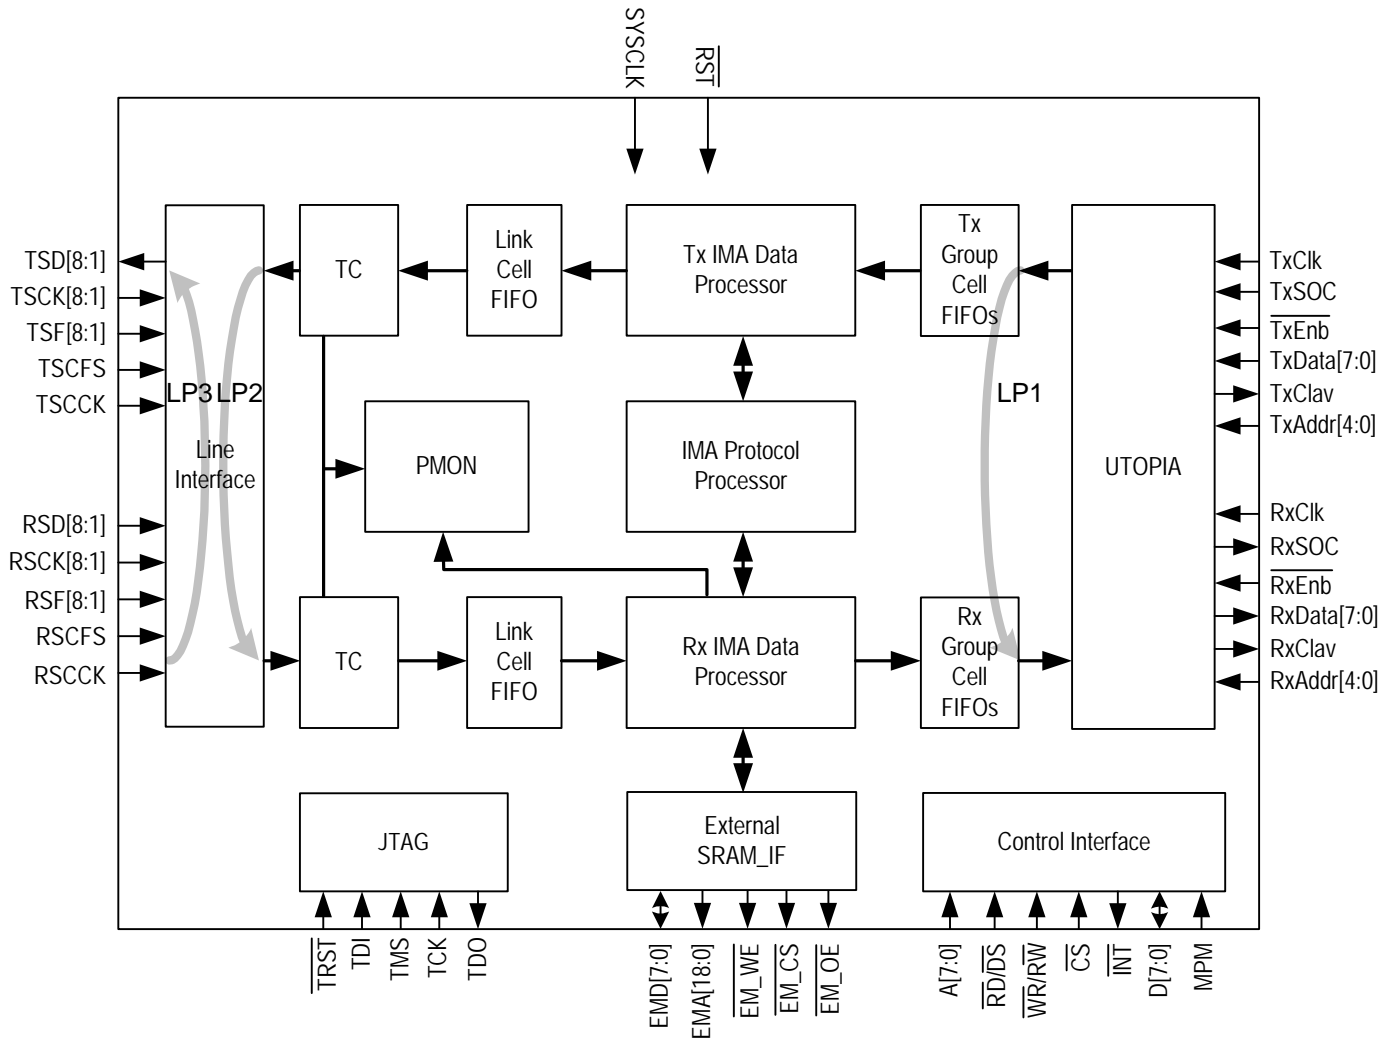 SYSCLK
RST
TSD[8:1]
TSCK[8:1]
TSF[8:1]
TSCFS
TSCCK
RSD[8:1]
RSCK[8:1]
RSF[8:1]
RSCFS
RSCCK
LP3
LP2
Line
Interface
TC
Link
Cell
FIFO
Tx IMA Data
Processor
Tx
Group
Cell
FIFOs
PMON
IMA Protocol
Processor
LP1
UTOPIA
TC
Link
Cell
FIFO
Rx IMA Data
Processor
Rx
Group
Cell
FIFOs
TxClk
TxSOC
TxEnb
TxData[7:0]
TxClav
TxAddr[4:0]
RxClk
RxSOC
RxEnb
RxData[7:0]
RxClav
RxAddr[4:0]
JTAG
External
SRAM_IF
Control Interface
TRST
TDI
TMS
TCK
TDO
EMD[7:0]
EMA[18:0]
EM_WE
EM_CS
EM_OE
A[7:0]
RD/DS
WR/RW
CS
INT
D[7:0]
MPM